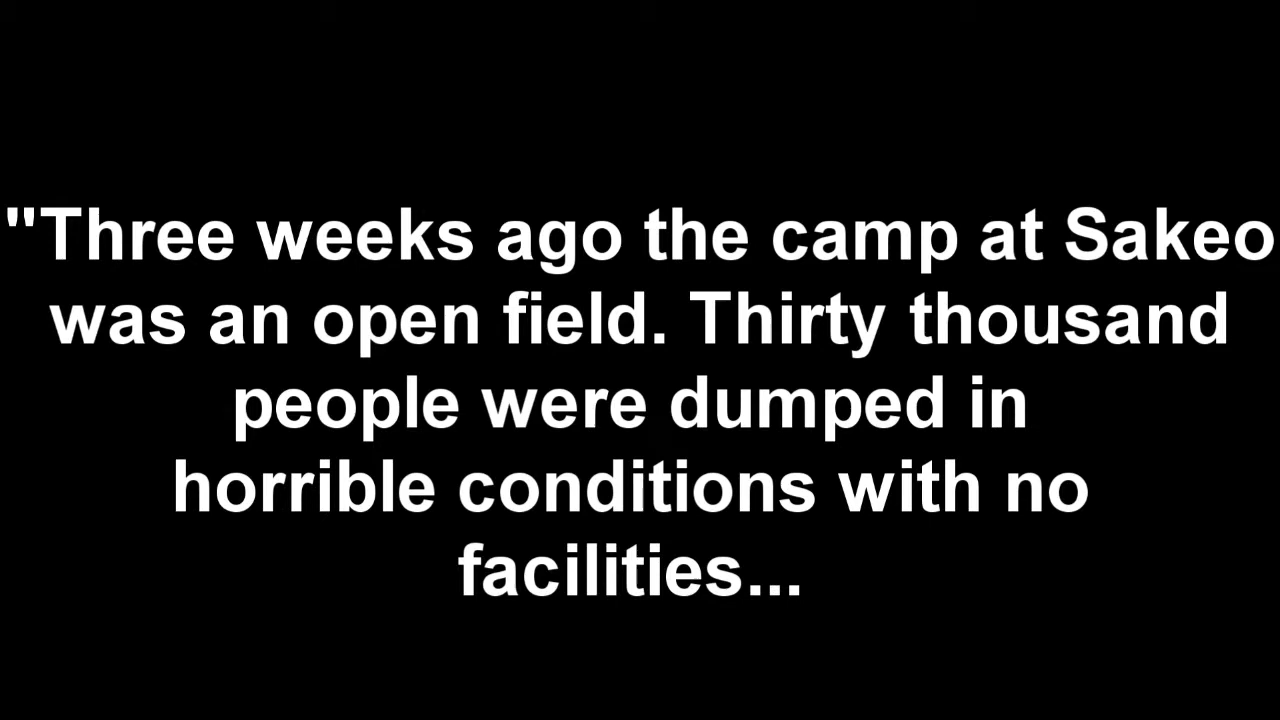 "Three weeks ago the camp at Sakeo
was an open field. Thirty thousand
people were dumped in
horrible conditions with no
facilities...